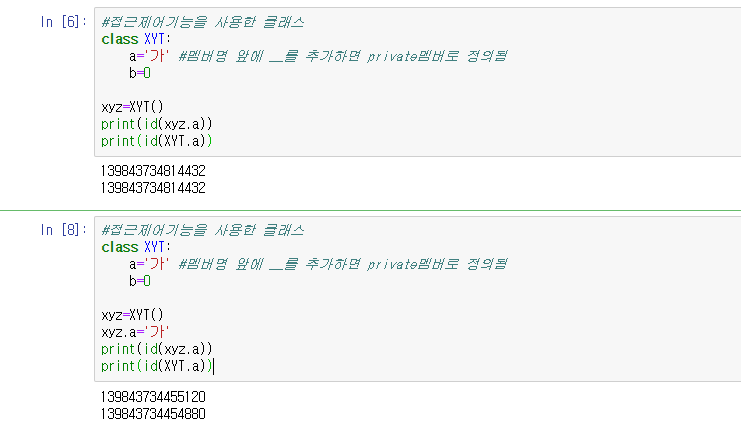 In [6]: #접근제어기능을 사용한 클래스
class XYT:
a='가' #멤버명 앞에 __를 추가하면 private멤버로 정의됨
b=0
xyz=XYT()
print(id(xyz.a))
print(id(XYT.a))
139843734814432
139843734814432
In [8]: #접근제어기능을 사용한 클래스
class XYT:
a='가' #멤버명 앞에 __를 추가하면 private멤버로 정의됨
b=0
xyz=XYT()
xyz.a='가'
print(id(xyz.a))
print(id(XYT.a))
139843734455120
139843734454880